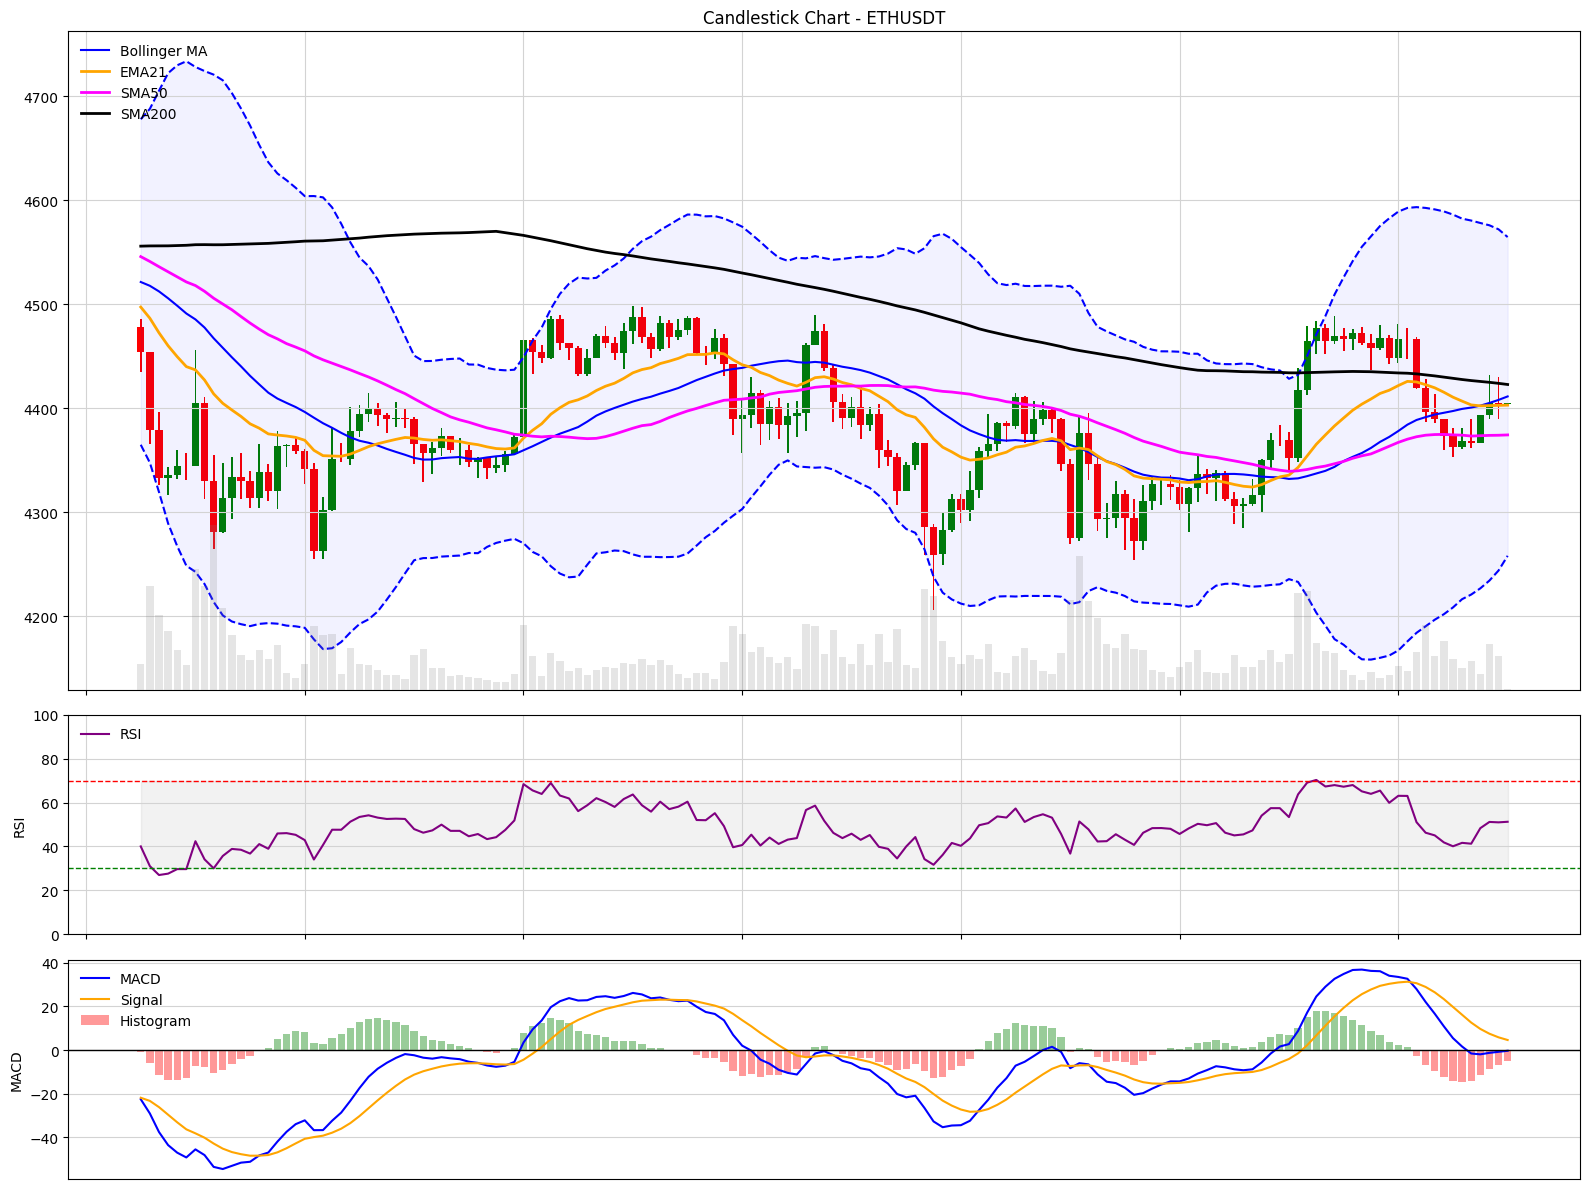 Candlestick Chart - ETHUSDT
Bollinger MA
EMA21
SMA50
SMA200
4700
4600
4500
4400
4300
4200
RSI
100
80
60
40
20
0
RSI
MACD
Signal
Histogram
40
20
0
−20
−40
MACD